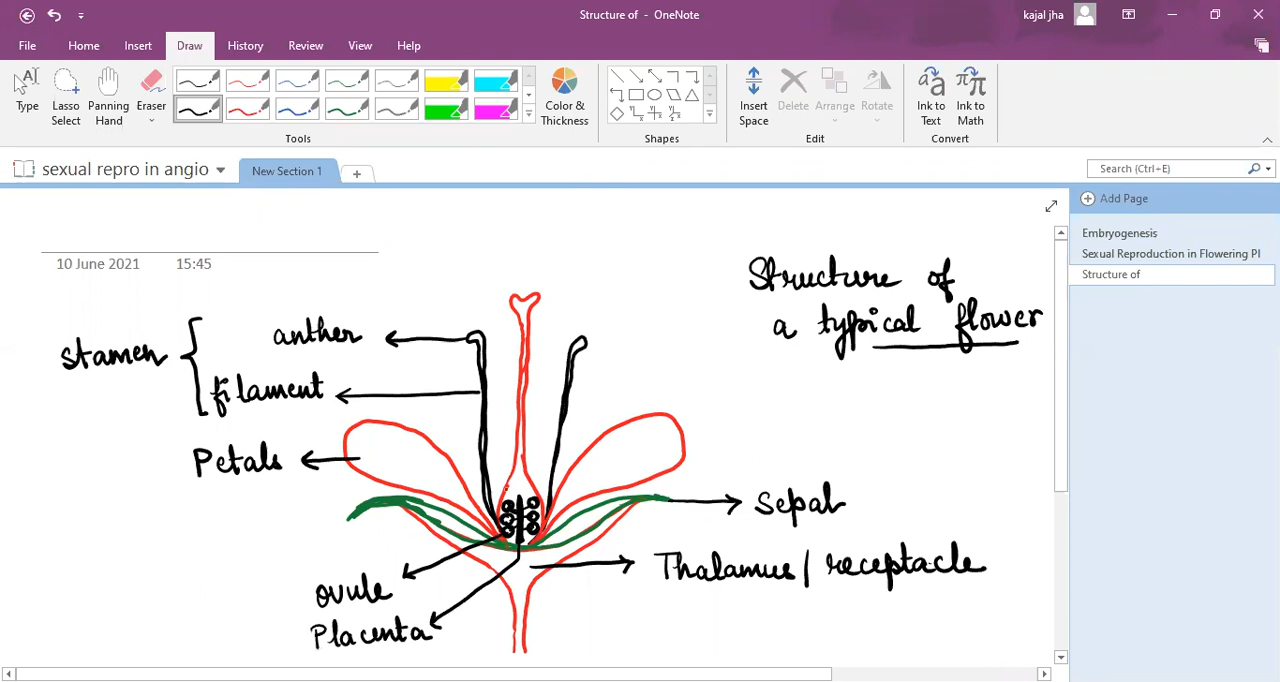 Structure of - OneNote
kajal jha
File Home Insert Draw History Review View Help
Type
Lasso Select
Panning Hand
Eraser
Color & Thickness
Insert Space
Delete
Arrange
Rotate
Ink to Text
Ink to Math
Tools
Shapes
Edit
Convert
sexual repro in angio
New Section 1
Search (Ctrl+E)
Add Page
Embryogenesis
Sexual Reproduction in Flowering Pl
Structure of
10 June 2021 15:45
Structure of
a typical flower
stamen
anther
filament
Petals
sepal
Thalamus/receptacle
ovule
Placenta